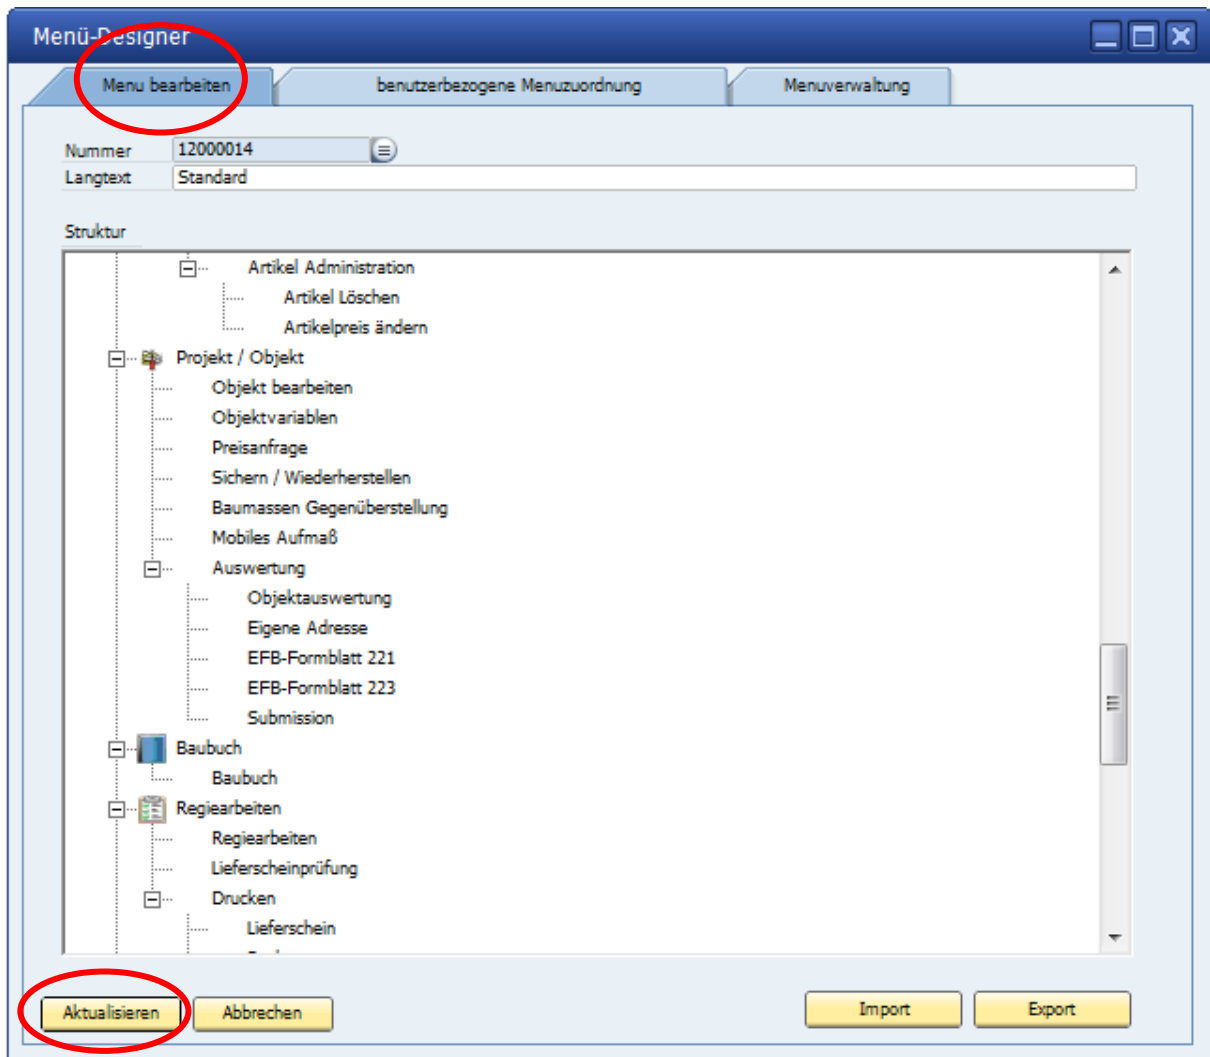 Menü-Designer
Menu bearbeiten benutzerbezogene Menuzuordnung Menuverwaltung
Nummer 12000014
Langtext Standard
Struktur
Artikel Administration
Artikel Löschen
Artikelpreis ändern
Projekt / Objekt
Objekt bearbeiten
Objektvariablen
Preisanfrage
Sichern / Wiederherstellen
Baumassen Gegenüberstellung
Mobiles Aufmaß
Auswertung
Objektauswertung
Eigene Adresse
EFB-Formblatt 221
EFB-Formblatt 223
Submission
Baubuch
Baubuch
Regiearbeiten
Regiearbeiten
Lieferscheinprüfung
Drucken
Lieferschein
Aktualisieren Abbrechen Import Export